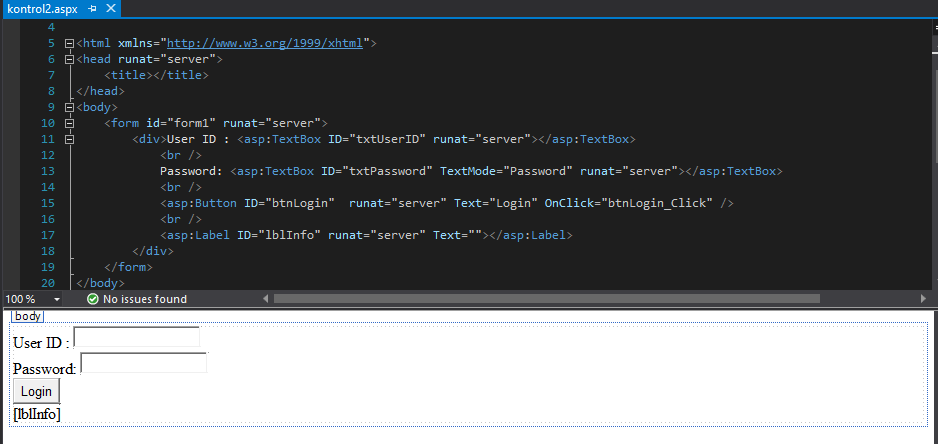 kontrol2.aspx
4
5 <html xmlns="http://www.w3.org/1999/xhtml">
6 <head runat="server">
7 <title></title>
8 </head>
9 <body>
10 <form id="form1" runat="server">
11 <div>User ID : <asp:TextBox ID="txtUserID" runat="server"></asp:TextBox>
12 <br />
13 Password: <asp:TextBox ID="txtPassword" TextMode="Password" runat="server"></asp:TextBox>
14 <br />
15 <asp:Button ID="btnLogin"  runat="server" Text="Login" OnClick="btnLogin_Click" />
16 <br />
17 <asp:Label ID="lblInfo" runat="server" Text=""></asp:Label>
18 </div>
19 </form>
20 </body>
100 % No issues found
body
User ID :
Password:
Login
[lblInfo]